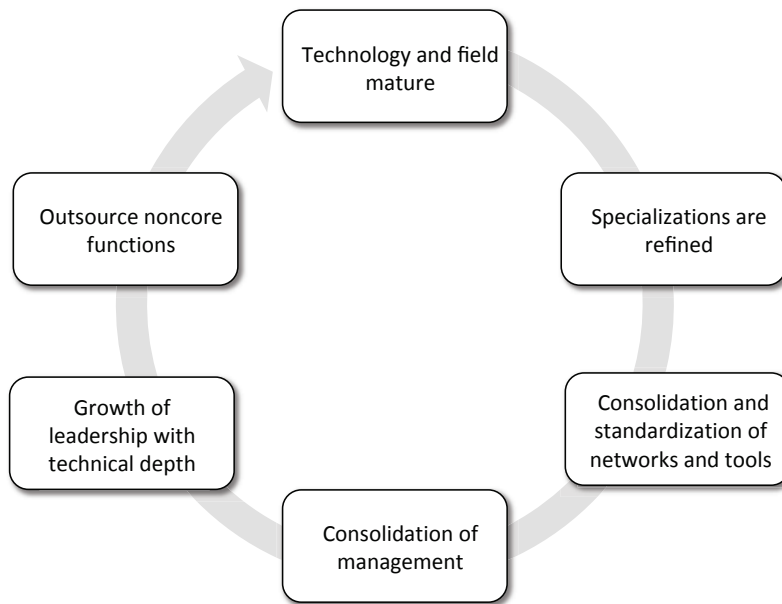 Technology and field
mature
Specializations are
refined
Consolidation and
standardization of
networks and tools
Consolidation of
management
Growth of
leadership with
technical depth
Outsource noncore
functions